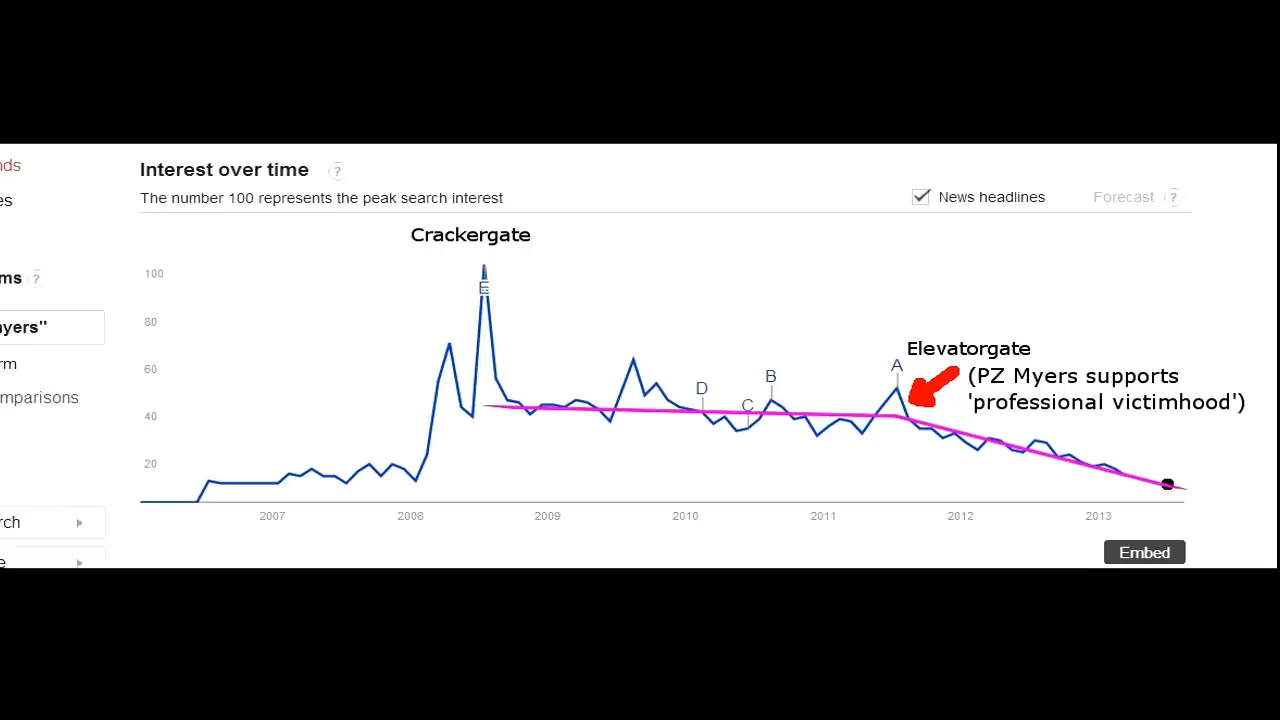 nds
Interest over time ?
es
The number 100 represents the peak search interest
News headlines
Forecast ?
Crackergate
ms ?
100
E
80
yers"
Elevatorgate
rm
60
A
(PZ Myers supports
B
D
mparisons
'professional victimhood')
C
40
20
rch
2007 2008 2009 2010 2011 2012 2013
Embed
e